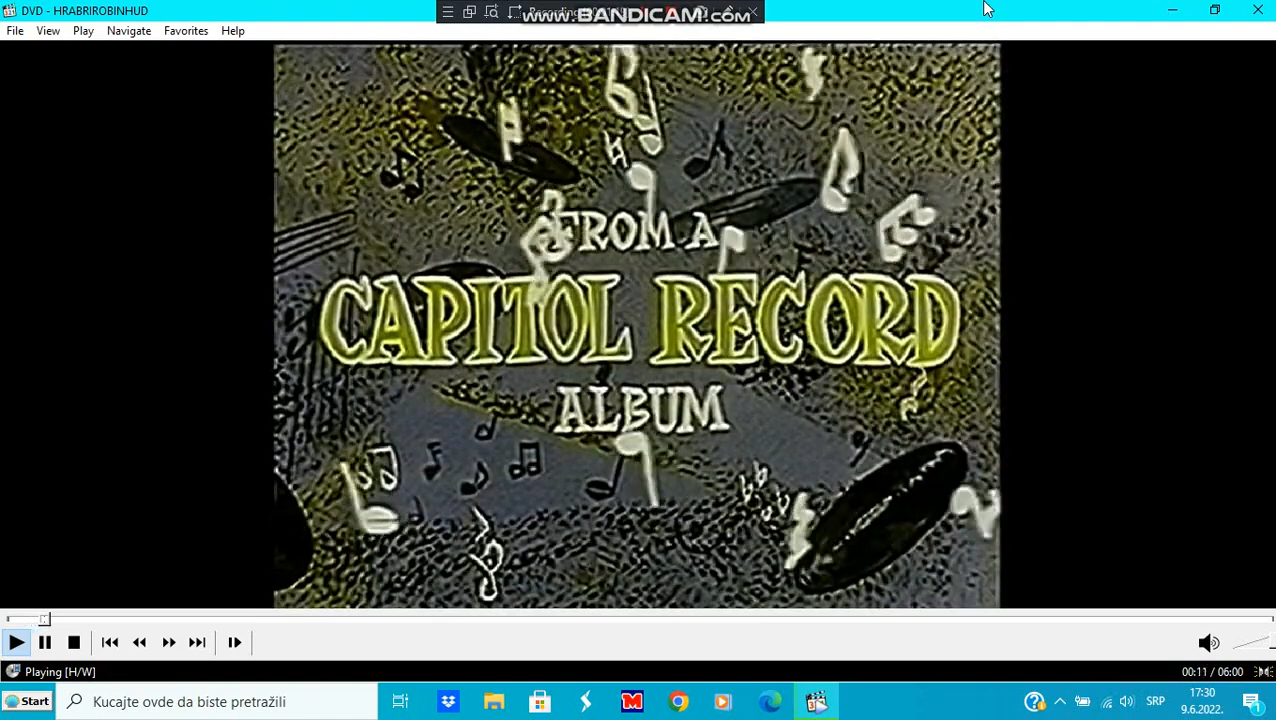 DVD - HRABRIROBINHUD
www.BANDICAM.com
File View Play Navigate Favorites Help
FROM A
CAPITOL RECORD
ALBUM
Playing [H/W]
00:11 / 06:00
Start
Kucajte ovde da biste pretražili
SRP
17:30
9.6.2022.
1